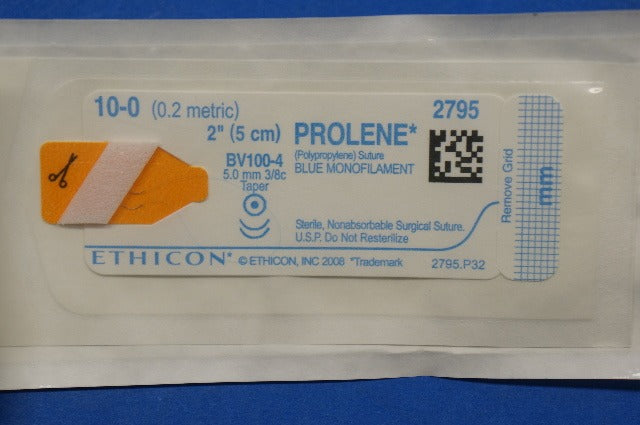 10-0 (0.2 metric)
2" (5 cm)
BV100-4
5.0 mm 3/8c
Taper
PROLENE*
(Polypropylene) Suture
BLUE MONOFILAMENT
2795
Sterile, Nonabsorbable Surgical Suture.
U.S.P. Do Not Resterilize
ETHICON* © ETHICON, INC 2008 *Trademark 2795.P32
Remove Grid
mm